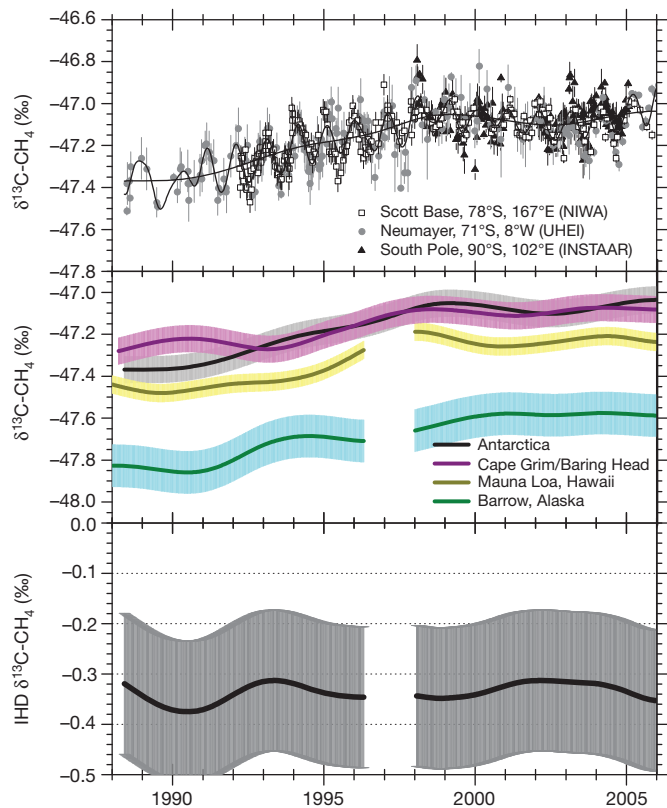 −46.6
−46.8
−47.0
−47.2
−47.4
−47.6
−47.8
δ¹³C-CH₄ (‰)
Scott Base, 78°S, 167°E (NIWA)
Neumayer, 71°S, 8°W (UHEI)
South Pole, 90°S, 102°E (INSTAAR)
−47.0
−47.2
−47.4
−47.6
−47.8
−48.0
δ¹³C-CH₄ (‰)
Antarctica
Cape Grim/Baring Head
Mauna Loa, Hawaii
Barrow, Alaska
0.0
−0.1
−0.2
−0.3
−0.4
−0.5
IHD δ¹³C-CH₄ (‰)
1990 1995 2000 2005